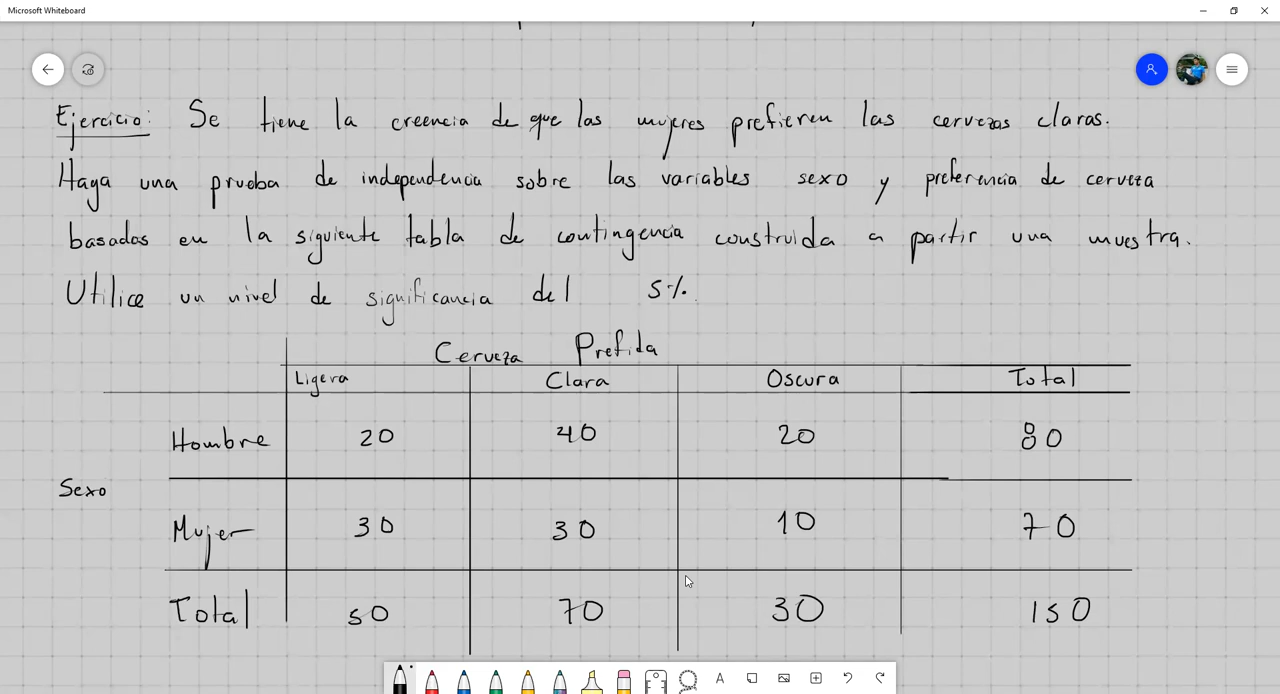 Microsoft Whiteboard
Ejercicio: Se tiene la creencia de que las mujeres prefieren las cervezas claras.
Haga una prueba de independencia sobre las variables sexo y preferencia de cerveza
basados en la siguiente tabla de contingencia construida a partir una muestra.
Utilice un nivel de significancia del 5%.
Cerveza Prefida
Ligera Clara Oscura Total
Hombre 20 40 20 80
Sexo
Mujer 30 30 10 70
Total 50 70 30 150
A